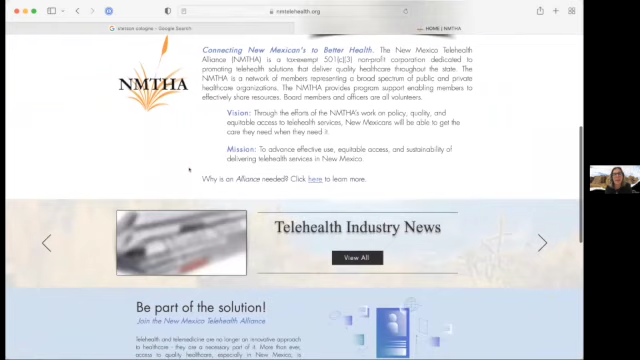 nmtelehealth.org
stetson cologne - Google Search
HOME | NMTHA
Connecting New Mexican's to Better Health. The New Mexico Telehealth
Alliance (NMTHA) is a tax-exempt 501(c)(3) non-profit corporation dedicated to
promoting telehealth solutions that deliver quality healthcare throughout the state. The
NMTHA is a network of members representing a broad spectrum of public and private
healthcare organizations. The NMTHA provides program support enabling members to
effectively share resources. Board members and officers are all volunteers.
NMTHA
Vision: Through the efforts of the NMTHA's work on policy, quality, and
equitable access to telehealth services, New Mexicans will be able to get the
care they need when they need it.
Mission: To advance effective use, equitable access, and sustainability of
delivering telehealth services in New Mexico.
Why is an Alliance needed? Click here to learn more.
Telehealth Industry News
View All
Be part of the solution!
Join the New Mexico Telehealth Alliance
Telehealth and telemedicine are no longer an innovative approach
to healthcare - they are a necessary part of it. More than ever,
access to quality healthcare, especially in New Mexico, is